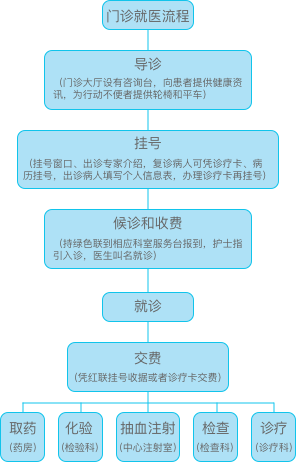 门诊就医流程
导诊
（门诊大厅设有咨询台，向患者提供健康资
讯，为行动不便者提供轮椅和平车）
挂号
（挂号窗口、出诊专家介绍，复诊病人可凭诊疗卡、病
历挂号，出诊病人填写个人信息表，办理诊疗卡再挂号）
候诊和收费
（持绿色联到相应科室服务台报到，护士指
引入诊，医生叫名就诊）
就诊
交费
（凭红联挂号收据或者诊疗卡交费）
取药
（药房）
化验
（检验科）
抽血注射
（中心注射室）
检查
（检查科）
诊疗
（诊疗科）